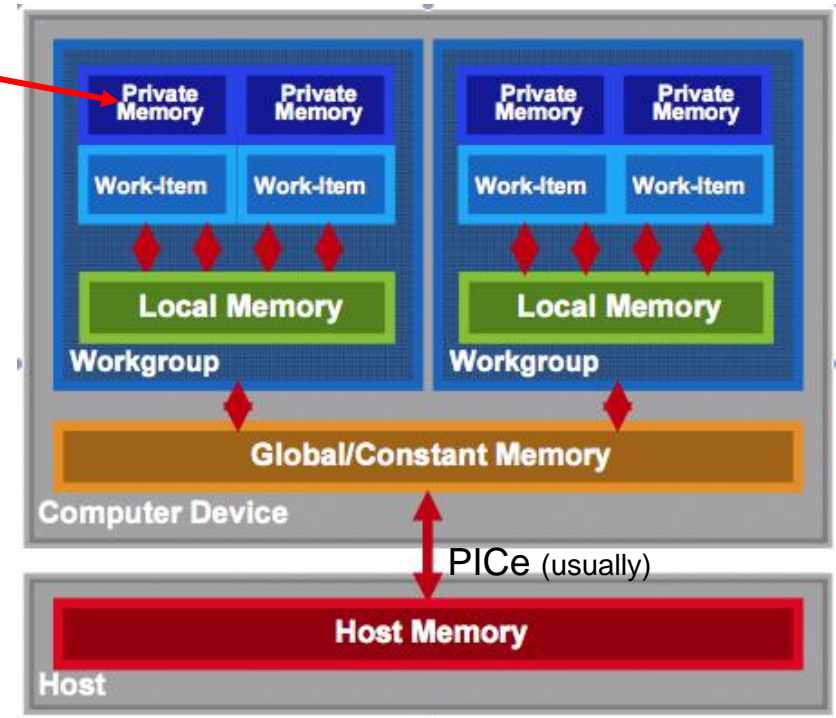 Private Memory
Private Memory
Private Memory
Private Memory
Work-Item
Work-Item
Work-Item
Work-Item
Local Memory
Local Memory
Workgroup
Workgroup
Global/Constant Memory
Computer Device
PICe (usually)
Host Memory
Host